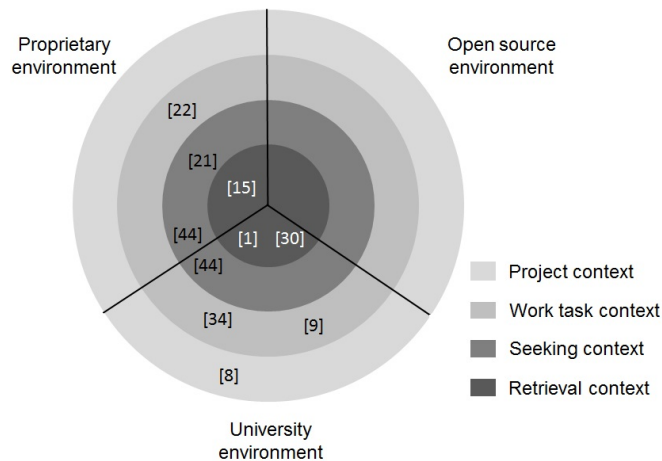 Proprietary
environment
Open source
environment
[22]
[21]
[15]
[44]
[1] [30]
[44]
[34]
[9]
[8]
Project context
Work task context
Seeking context
Retrieval context
University
environment